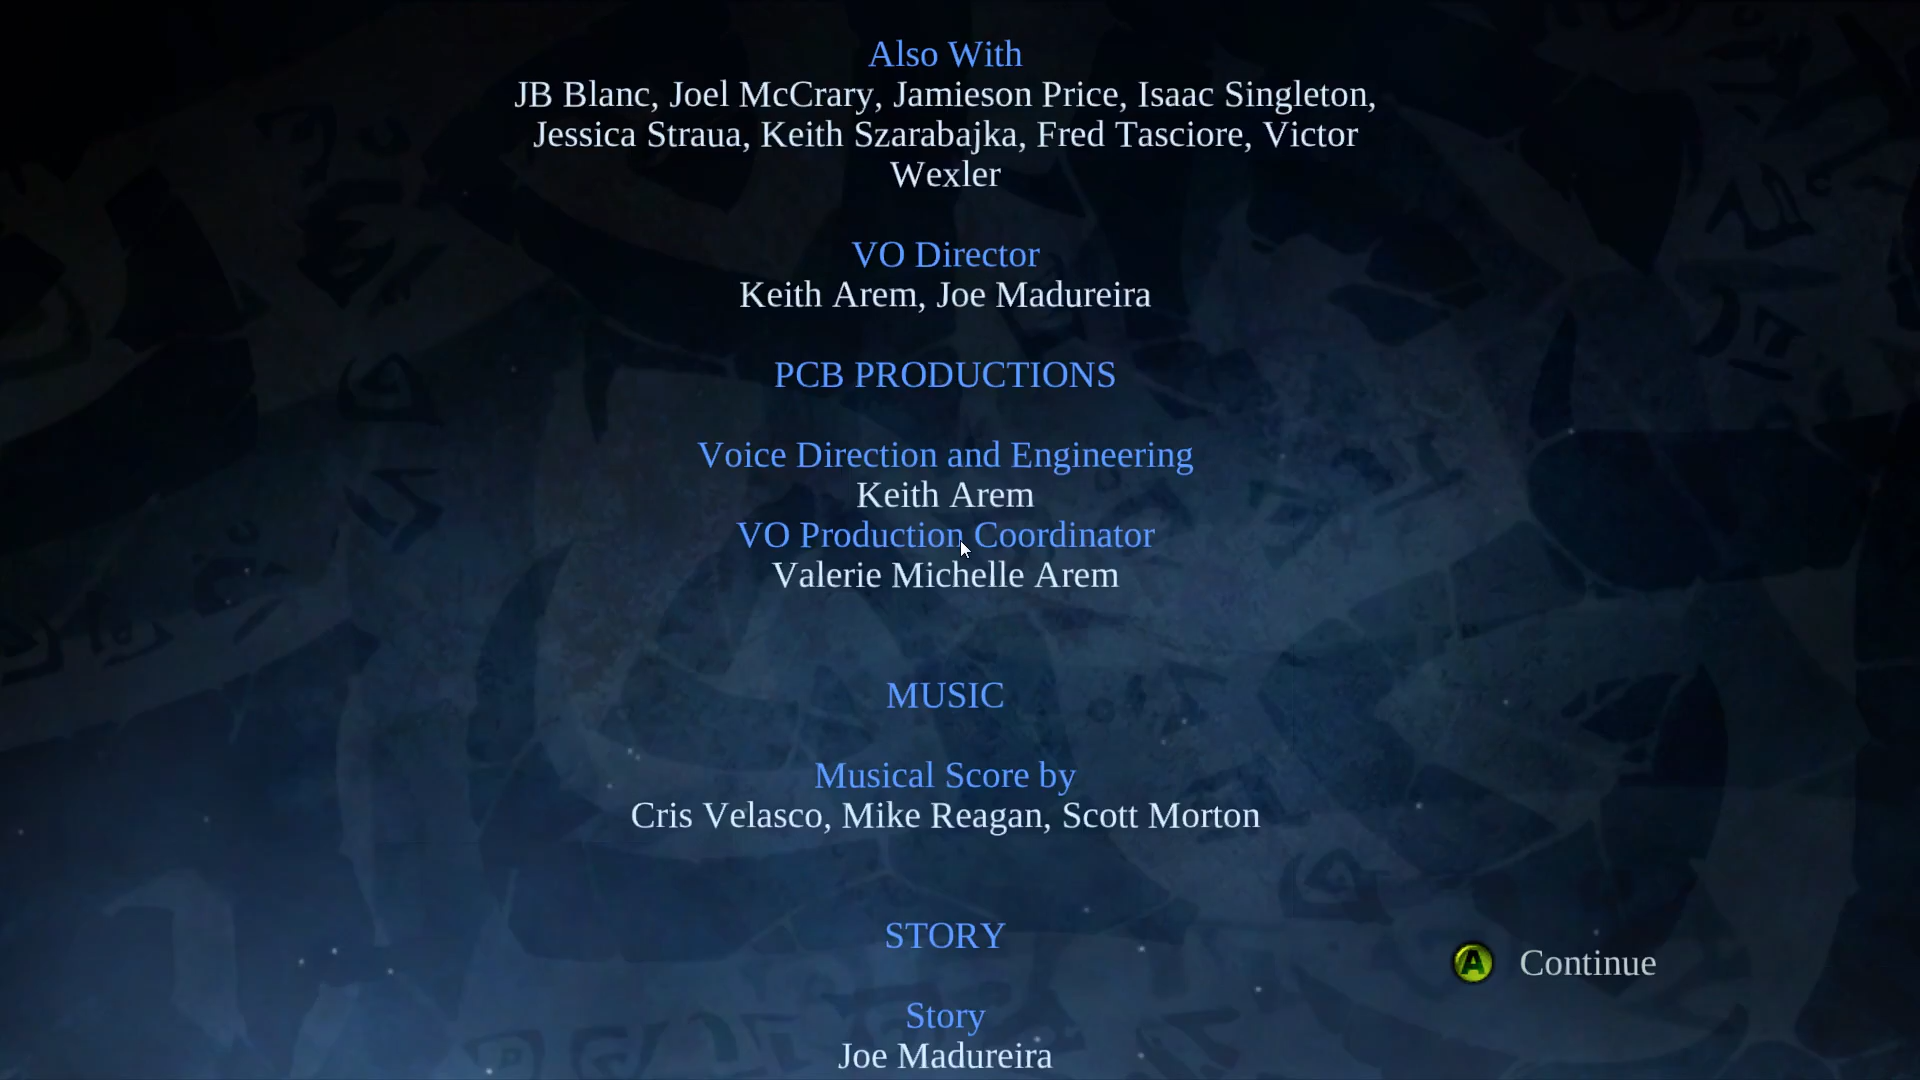 Also With
JB Blanc, Joel McCrary, Jamieson Price, Isaac Singleton,
Jessica Straua, Keith Szarabajka, Fred Tasciore, Victor
Wexler
VO Director
Keith Arem, Joe Madureira
PCB PRODUCTIONS
Voice Direction and Engineering
Keith Arem
VO Production Coordinator
Valerie Michelle Arem
MUSIC
Musical Score by
Cris Velasco, Mike Reagan, Scott Morton
STORY
A Continue
Story
Joe Madureira